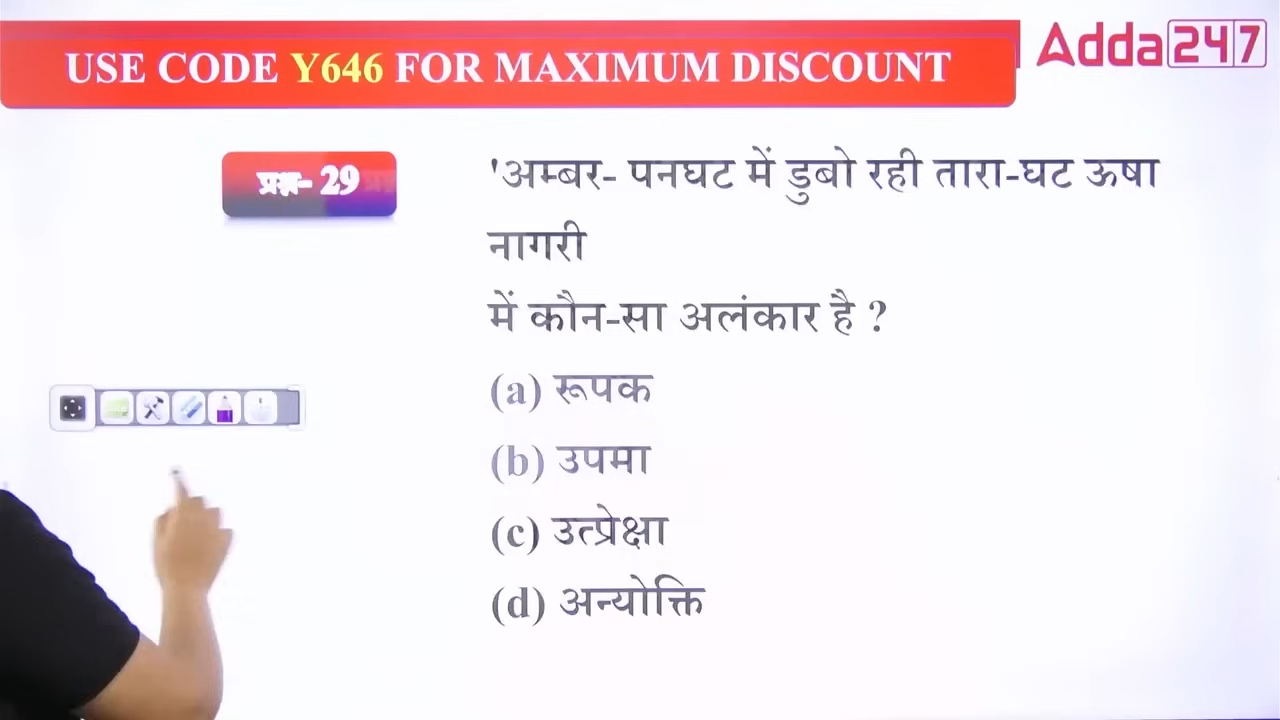 USE CODE Y646 FOR MAXIMUM DISCOUNT
Adda247
प्रश्न- 29
'अम्बर- पनघट में डुबो रही तारा-घट ऊषा
नागरी
में कौन-सा अलंकार है ?
(a) रूपक
(b) उपमा
(c) उत्प्रेक्षा
(d) अन्योक्ति